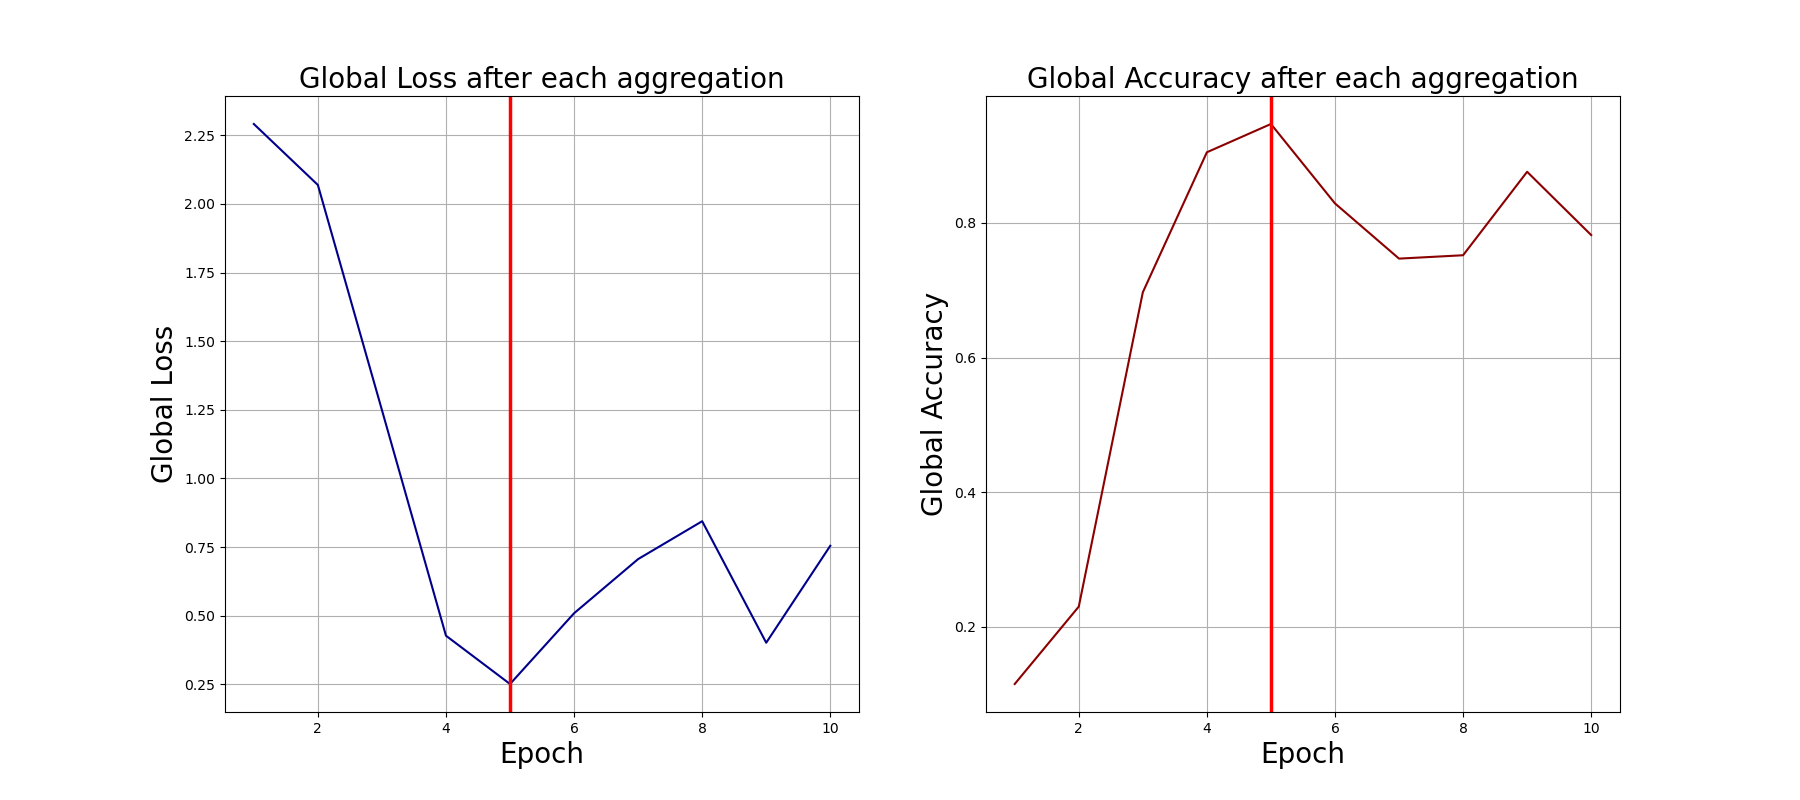 Global Loss after each aggregation
Global Loss
2.25
2.00
1.75
1.50
1.25
1.00
0.75
0.50
0.25
2 4 6 8 10
Epoch
Global Accuracy after each aggregation
Global Accuracy
0.8
0.6
0.4
0.2
2 4 6 8 10
Epoch